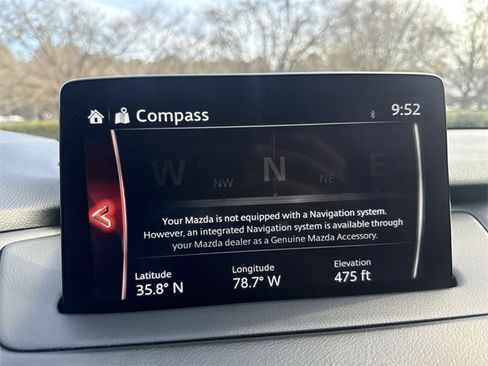 Compass
9:52
W NW N NE E
Your Mazda is not equipped with a Navigation system.
However, an integrated Navigation system is available through
your Mazda dealer as a Genuine Mazda Accessory.
Latitude Longitude Elevation
35.8° N 78.7° W 475 ft